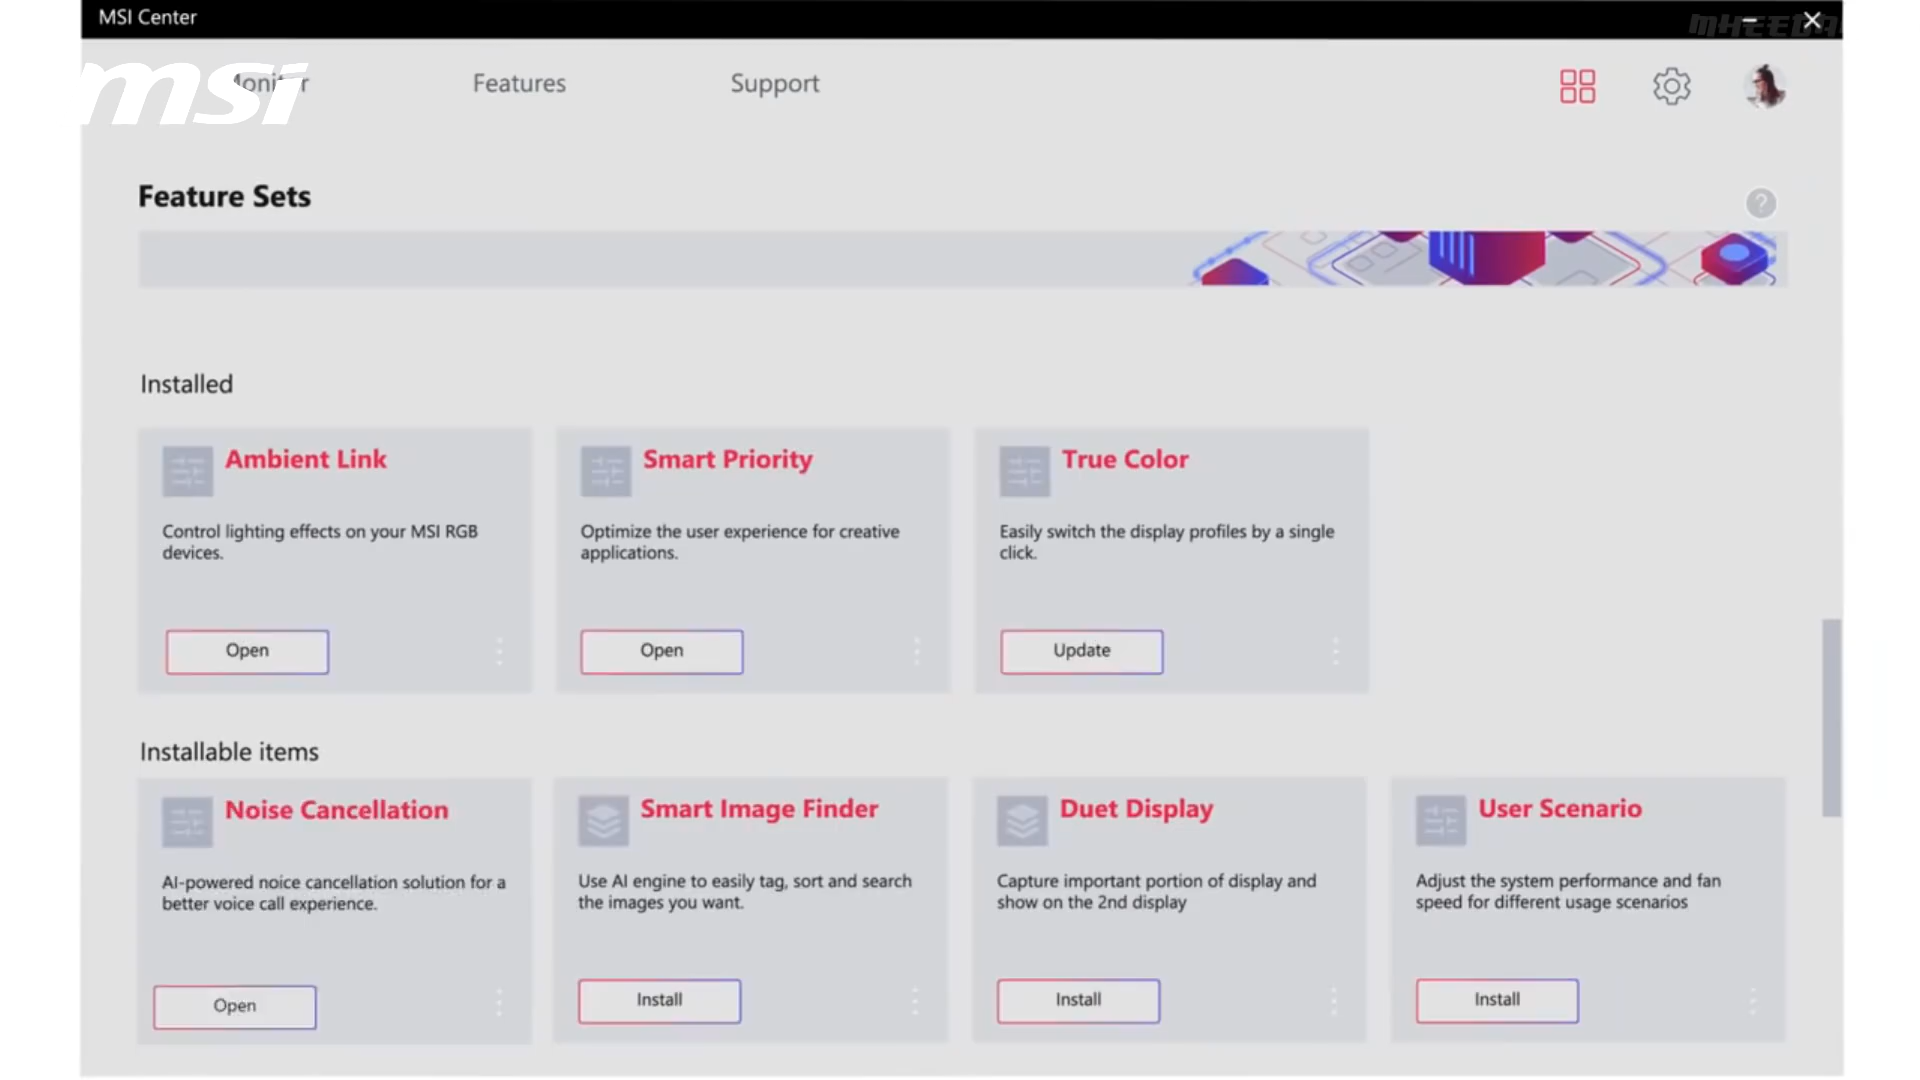 MSI Center
MHEEDA
msi
Monitor
Features
Support
Feature Sets
?
Installed
Ambient Link
Control lighting effects on your MSI RGB
devices.
Open
Smart Priority
Optimize the user experience for creative
applications.
Open
True Color
Easily switch the display profiles by a single
click.
Update
Installable items
Noise Cancellation
AI-powered noice cancellation solution for a
better voice call experience.
Open
Smart Image Finder
Use AI engine to easily tag, sort and search
the images you want.
Install
Duet Display
Capture important portion of display and
show on the 2nd display
Install
User Scenario
Adjust the system performance and fan
speed for different usage scenarios
Install